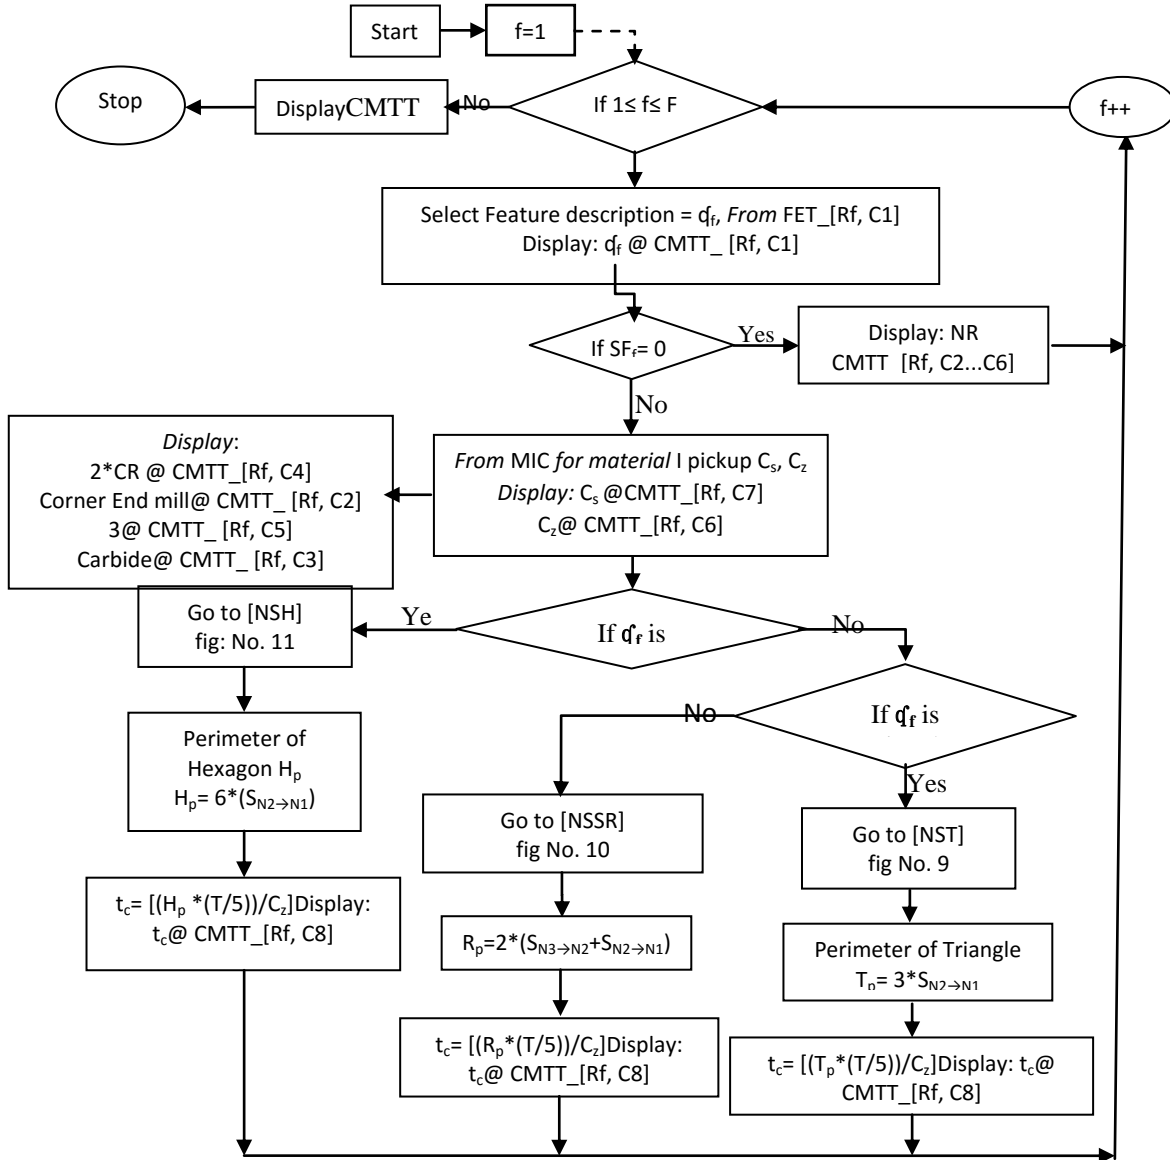 Start
f=1
Stop
DisplayCMTT
No
If 1≤ f≤ F
f++
Select Feature description = ɖf, From FET_[Rf, C1]
Display: ɖf @ CMTT_ [Rf, C1]
If SFf= 0
Yes
Display: NR
CMTT_[Rf, C2...C6]
No
Display:
2*CR @ CMTT_[Rf, C4]
Corner End mill@ CMTT_ [Rf, C2]
3@ CMTT_ [Rf, C5]
Carbide@ CMTT_ [Rf, C3]
From MIC for material I pickup Cs, Cz
Display: Cs @CMTT_[Rf, C7]
Cz@ CMTT_[Rf, C6]
Go to [NSH]
fig: No. 11
Ye
If ɖf is
No
Perimeter of
Hexagon Hp
Hp= 6*(SN2→N1)
No
If ɖf is
Yes
Go to [NSSR]
fig No. 10
Go to [NST]
fig No. 9
tc= [(Hp *(T/5))/Cz]Display:
tc@ CMTT_[Rf, C8]
Rp=2*(SN3→N2+SN2→N1)
Perimeter of Triangle
Tp= 3*SN2→N1
tc= [(Rp*(T/5))/Cz]Display:
tc@ CMTT_[Rf, C8]
tc= [(Tp*(T/5))/Cz]Display: tc@
CMTT_[Rf, C8]